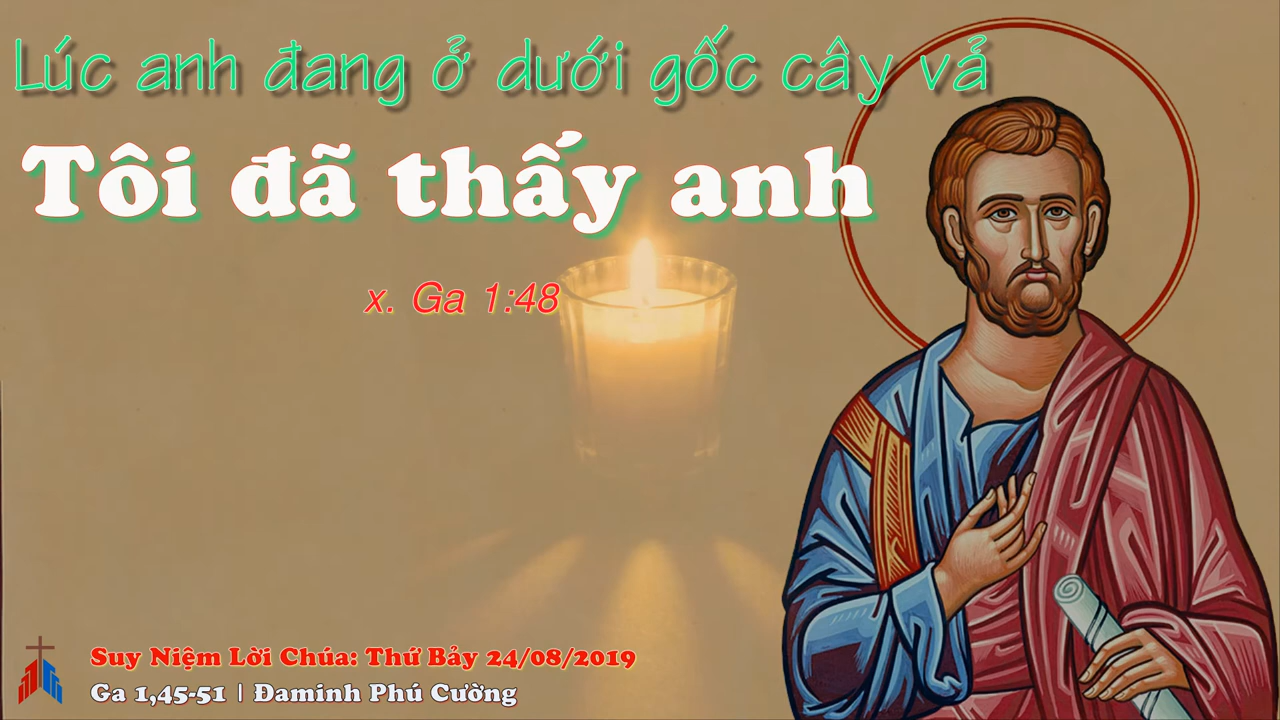 Lúc anh đang ở dưới gốc cây vả
Tôi đã thấy anh
x. Ga 1:48
Suy Niệm Lời Chúa: Thứ Bảy 24/08/2019
Ga 1,45-51 | Đaminh Phú Cường